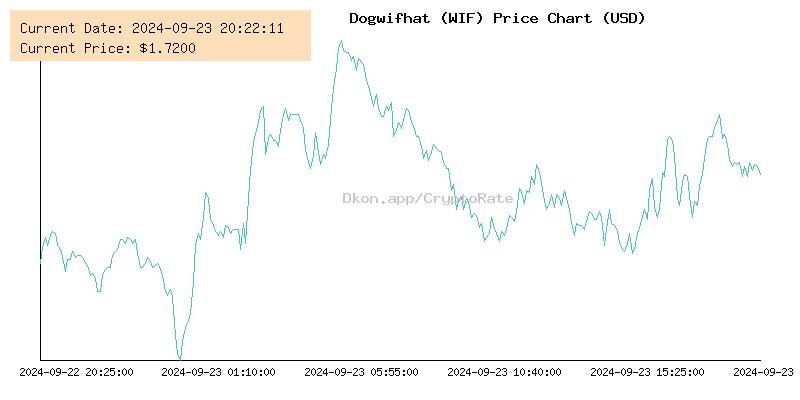 Dogwifhat (WIF) Price Chart (USD)
Current Date: 2024-09-23 20:22:11
Current Price: $1.7200
Dkon.app/CryptoRate
2024-09-22 20:25:00 2024-09-23 01:10:00 2024-09-23 05:55:00 2024-09-23 10:40:00 2024-09-23 15:25:00 2024-09-23